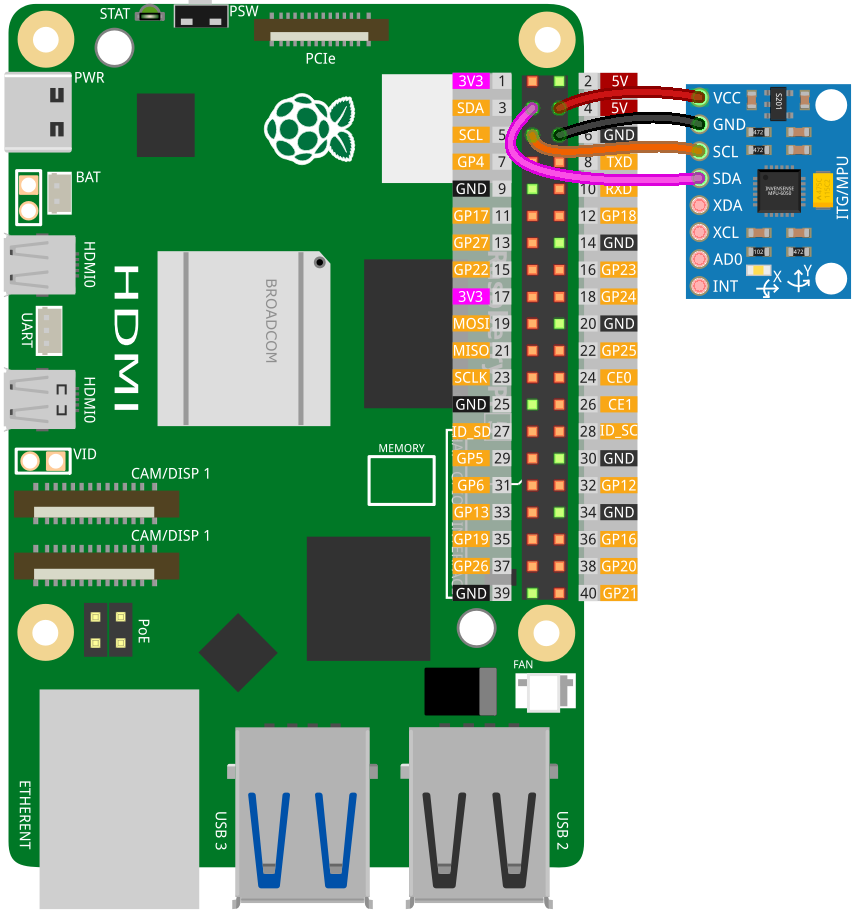 STAT
PSW
PCIe
PWR
3V3 1 2 5V
SDA 3 4 5V
SCL 5 6 GND
GP4 7 8 TXD
GND 9 10 RXD
GP17 11 12 GP18
GP27 13 14 GND
GP22 15 16 GP23
3V3 17 18 GP24
MOSI 19 20 GND
MISO 21 22 GP25
SCLK 23 24 CE0
GND 25 26 CE1
ID_SD 27 28 ID_SC
GP5 29 30 GND
GP6 31 32 GP12
GP13 33 34 GND
GP19 35 36 GP16
GP26 37 38 GP20
GND 39 40 GP21
VCC
GND
SCL
SDA
XDA
XCL
AD0
INT
S201
472
472
INVENSENSE
MPU-6050
102
472
X
Y
ITG/MPU
BAT
HDMI0
UART
HDMI
BROADCOM
HDMI0
VID
MEMORY
CAM/DISP 1
CAM/DISP 1
PoE
FAN
ETHERENT
USB 3
USB 2